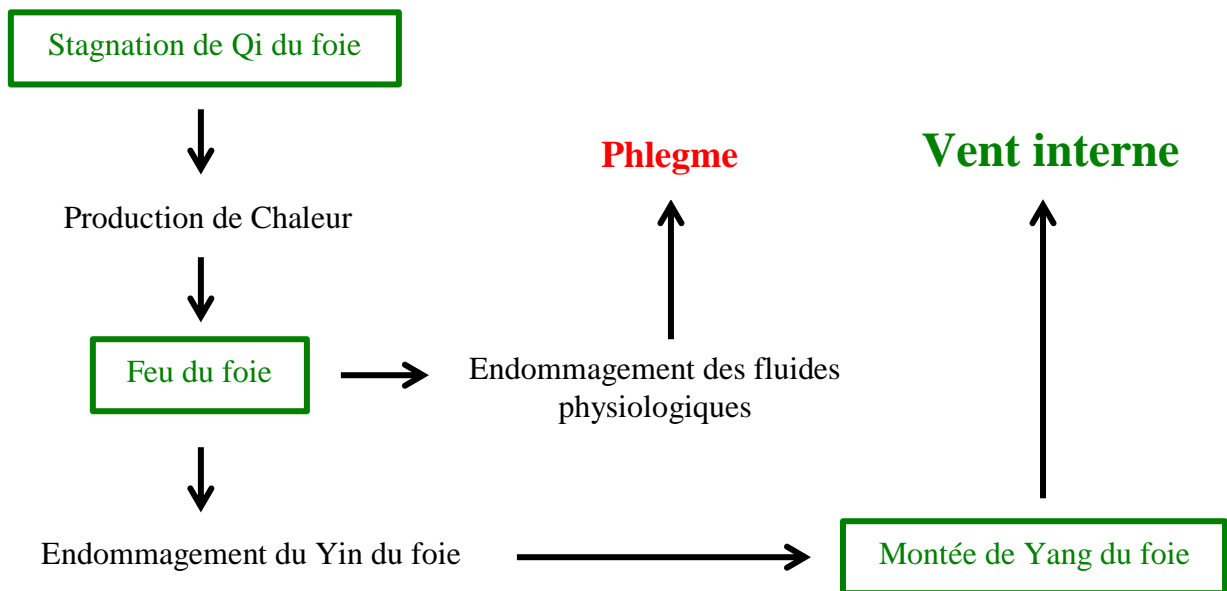 Stagnation de Qi du foie
Phlegme
Vent interne
Production de Chaleur
Feu du foie
Endommagement des fluides
physiologiques
Endommagement du Yin du foie
Montée de Yang du foie